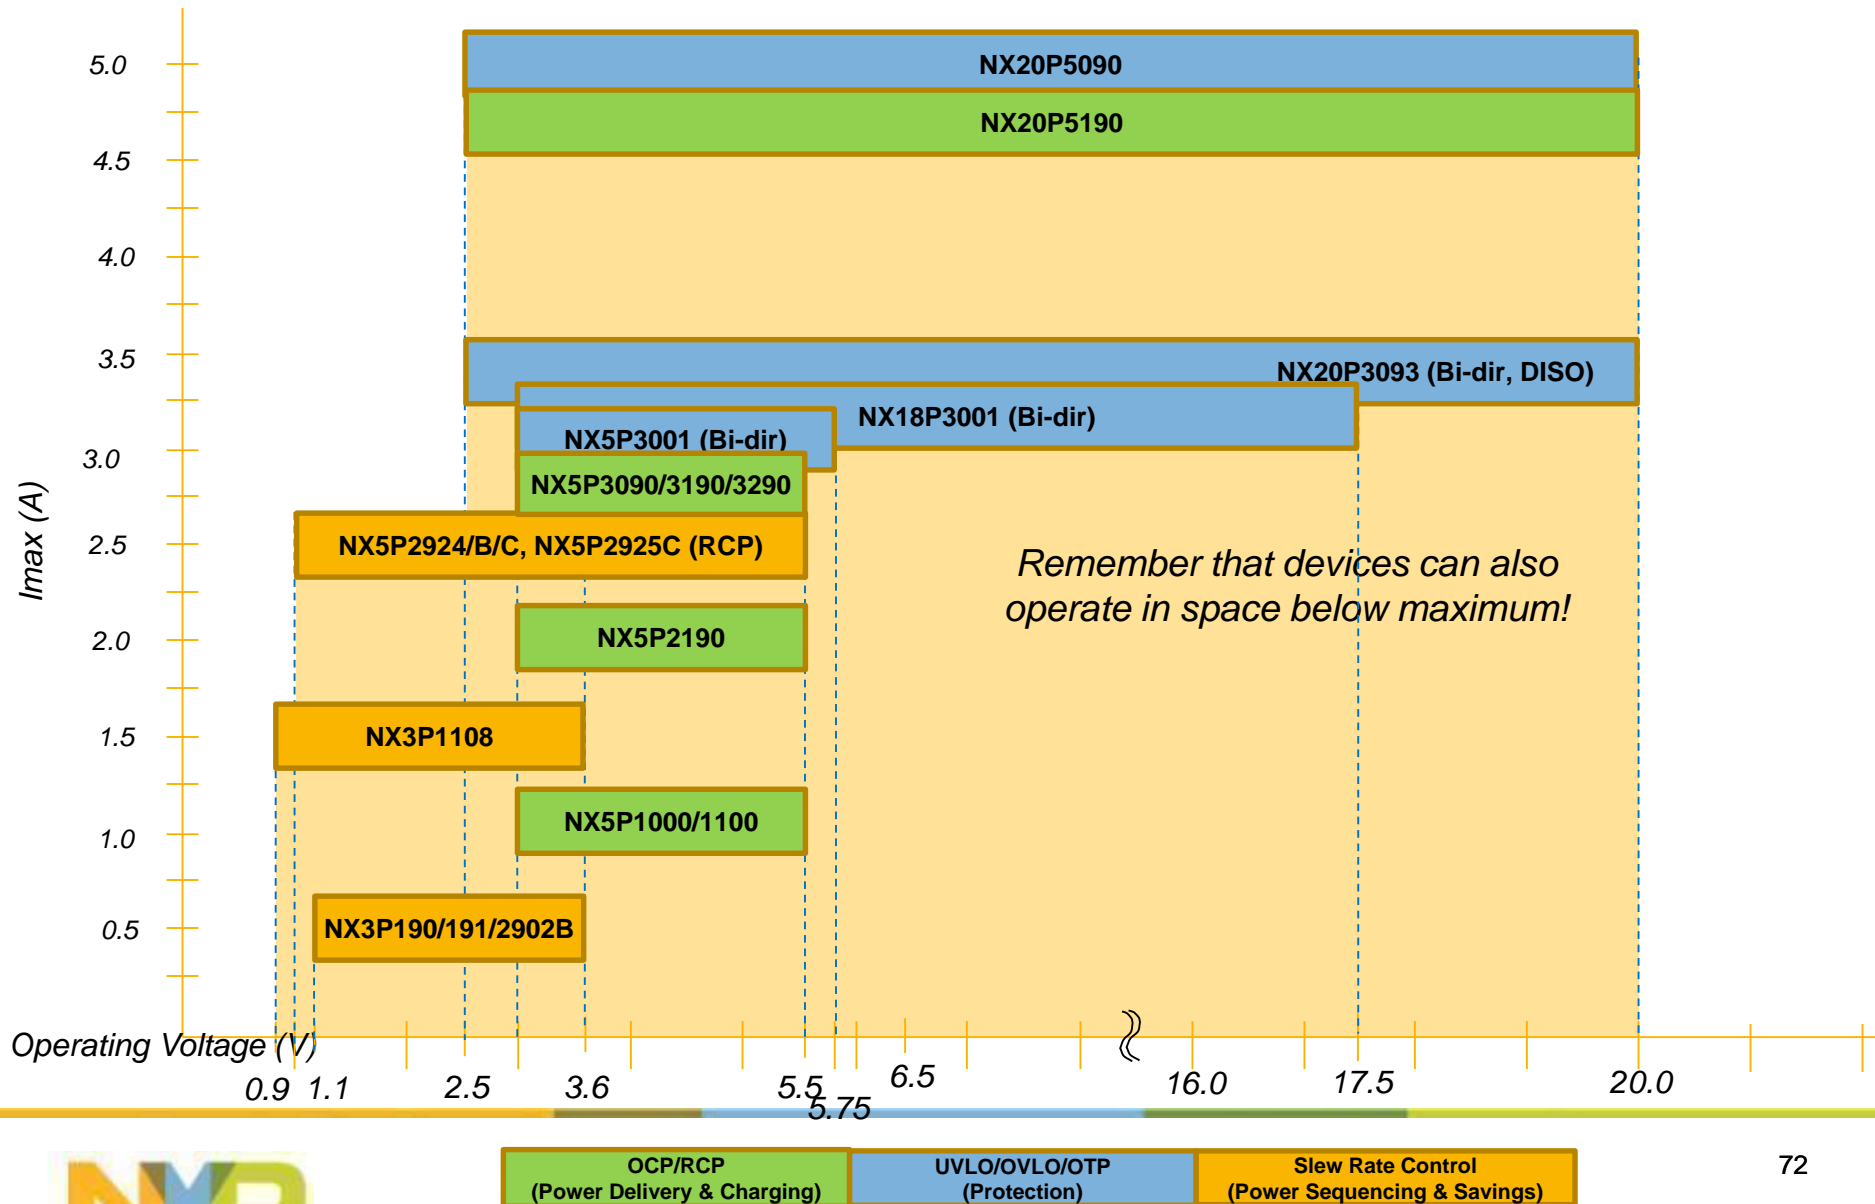 5.0
NX20P5090
NX20P5190
4.5
4.0
3.5
NX20P3093 (Bi-dir, DISO)
NX18P3001 (Bi-dir)
NX5P3001 (Bi-dir)
3.0
NX5P3090/3190/3290
Imax (A)
2.5
NX5P2924/B/C, NX5P2925C (RCP)
Remember that devices can also
operate in space below maximum!
2.0
NX5P2190
1.5
NX3P1108
1.0
NX5P1000/1100
0.5
NX3P190/191/2902B
Operating Voltage (V)
0.9 1.1 2.5 3.6 5.5 5.75 6.5 16.0 17.5 20.0
OCP/RCP
(Power Delivery & Charging)
UVLO/OVLO/OTP
(Protection)
Slew Rate Control
(Power Sequencing & Savings)
72
NXP